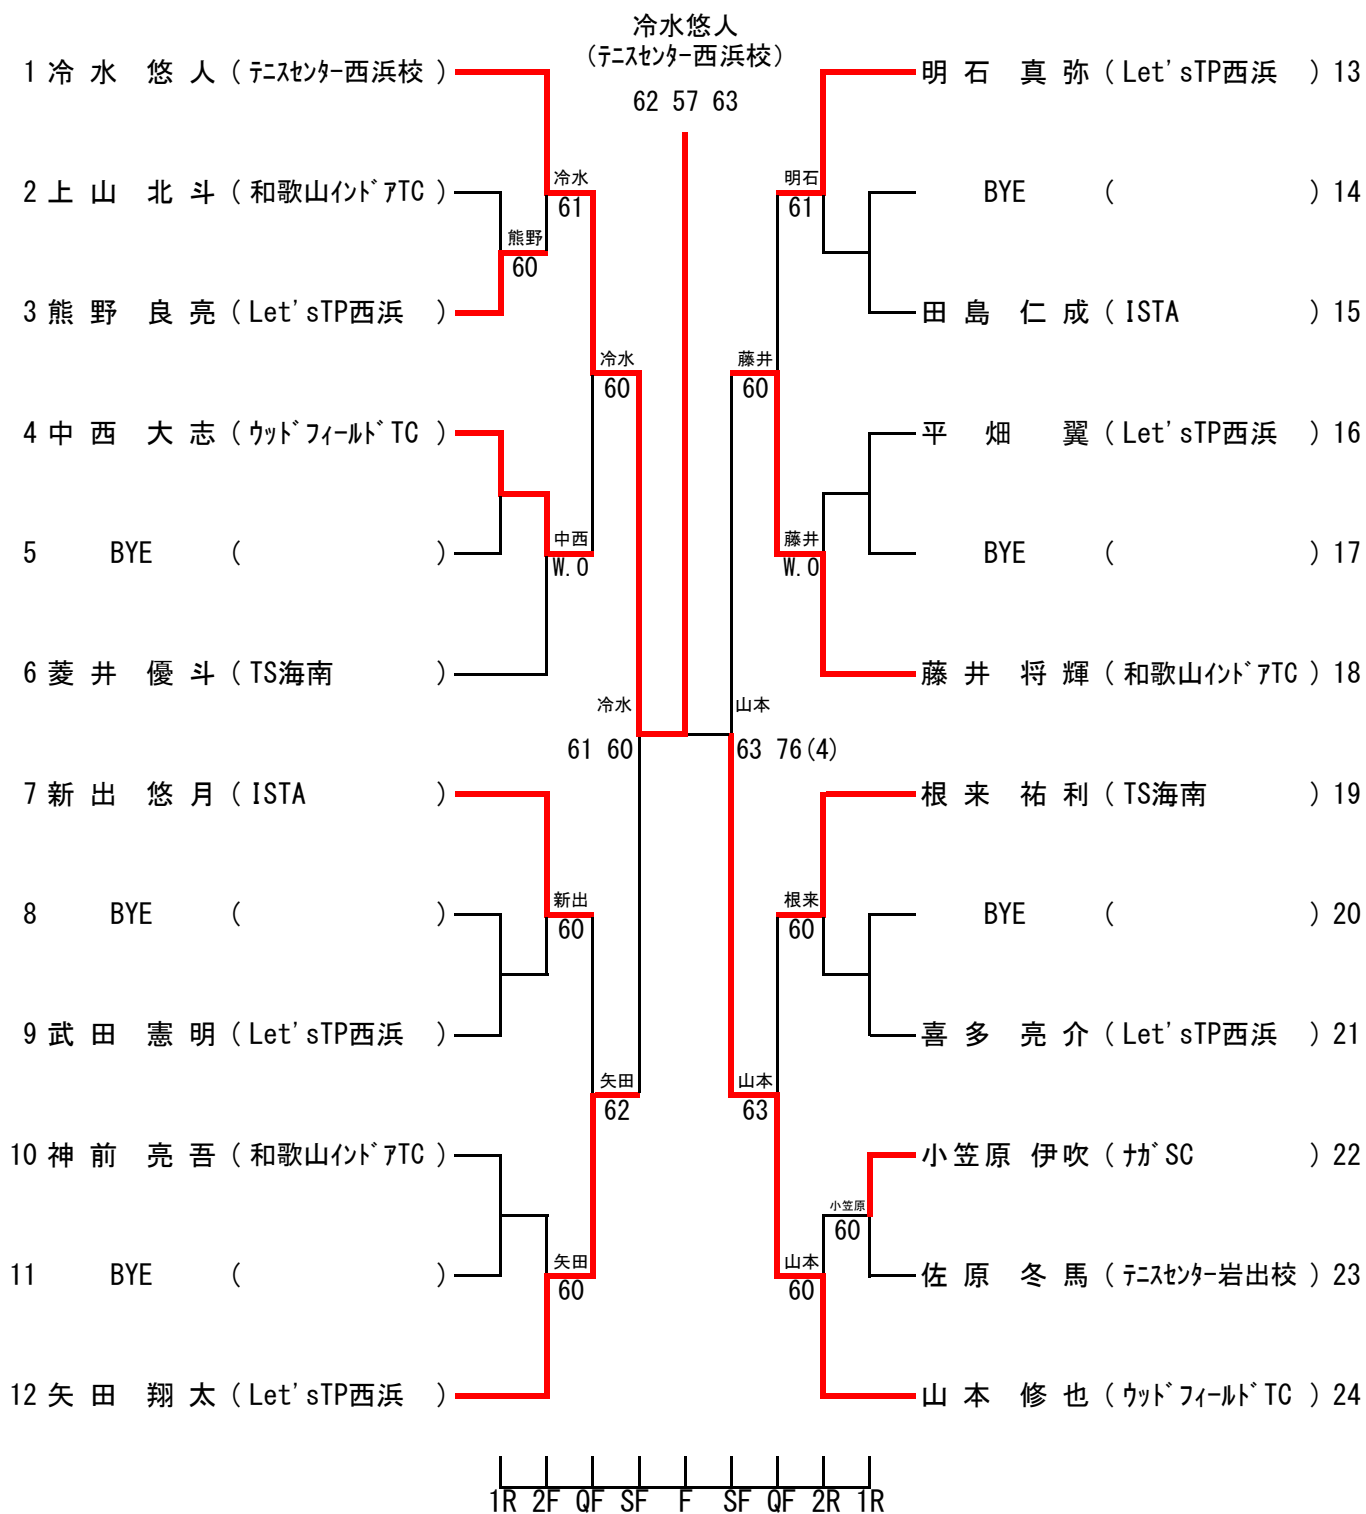 冷水悠人
(テニスセンター西浜校)
62 57 63
1 冷 水 悠 人 ( テニスセンター西浜校 )
2 上 山 北 斗 ( 和歌山インドアTC )
3 熊 野 良 亮 ( Let'sTP西浜 )
4 中 西 大 志 ( ウッドフィールドTC )
5 BYE ( )
6 菱 井 優 斗 ( TS海南 )
7 新 出 悠 月 ( ISTA )
8 BYE ( )
9 武 田 憲 明 ( Let'sTP西浜 )
10 神 前 亮 吾 ( 和歌山インドアTC )
11 BYE ( )
12 矢 田 翔 太 ( Let'sTP西浜 )
熊野
60
冷水
61
中西
W.O
新出
60
矢田
60
冷水
60
矢田
62
冷水
61 60
山本
63 76(4)
藤井
60
山本
63
明石
61
藤井
W.O
根来
60
山本
60
小笠原
60
明 石 真 弥 ( Let'sTP西浜 ) 13
BYE ( ) 14
田 島 仁 成 ( ISTA ) 15
平 畑 翼 ( Let'sTP西浜 ) 16
BYE ( ) 17
藤 井 将 輝 ( 和歌山インドアTC ) 18
根 来 祐 利 ( TS海南 ) 19
BYE ( ) 20
喜 多 亮 介 ( Let'sTP西浜 ) 21
小笠原 伊吹 ( ナガSC ) 22
佐 原 冬 馬 ( テニスセンター岩出校 ) 23
山 本 修 也 ( ウッドフィールドTC ) 24
1R 2F QF SF F SF QF 2R 1R